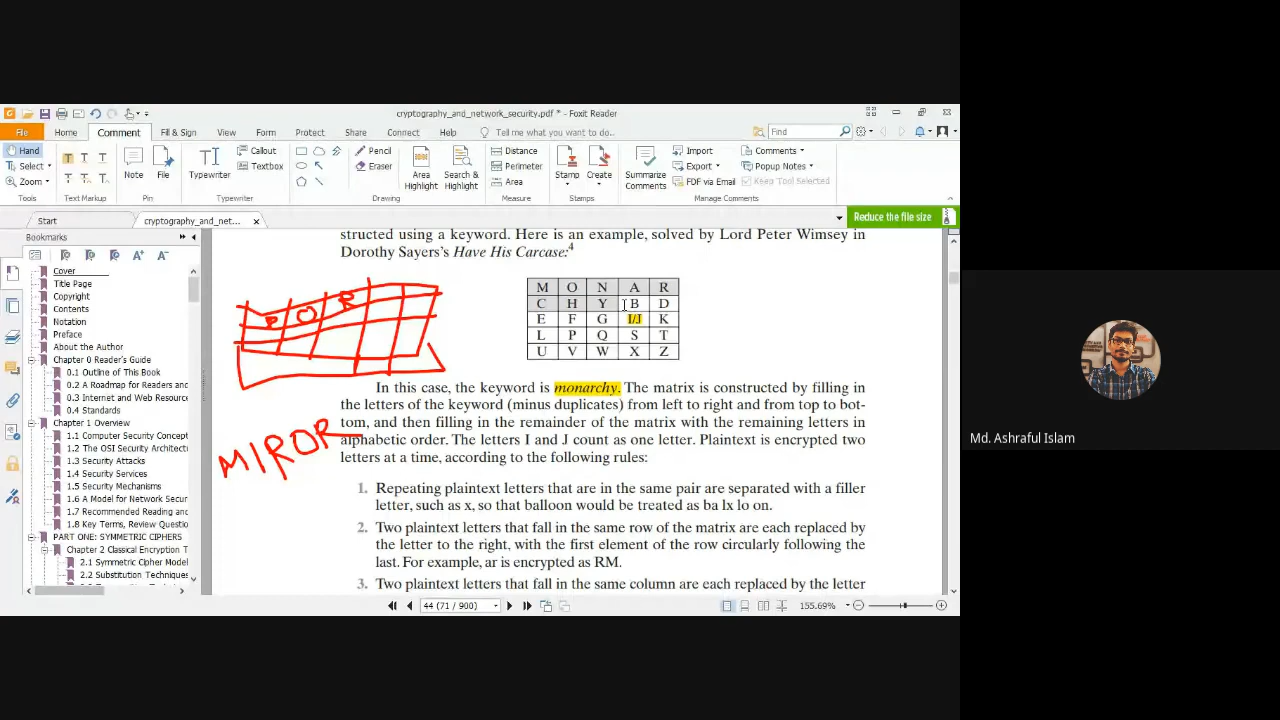 cryptography_and_network_security.pdf * - Foxit Reader
File Home Comment Fill & Sign View Form Protect Share Connect Help Tell me what you want to do... Find
Hand
Select
Zoom
Tools
Text Markup
Note
File
Pin
Typewriter
Callout
Textbox
Typewriter
Pencil
Eraser
Drawing
Area Highlight
Search & Highlight
Distance
Perimeter
Area
Measure
Stamp
Create
Stamps
Summarize Comments
Import
Export
FDF via Email
Comments
Popup Notes
Keep Tool Selected
Manage Comments
Start
cryptography_and_net...
Reduce the file size
Bookmarks
Cover
Title Page
Copyright
Contents
Notation
Preface
About the Author
Chapter 0 Reader's Guide
0.1 Outline of This Book
0.2 A Roadmap for Readers and
0.3 Internet and Web Resource
0.4 Standards
Chapter 1 Overview
1.1 Computer Security Concept
1.2 The OSI Security Architect
1.3 Security Attacks
1.4 Security Services
1.5 Security Mechanisms
1.6 A Model for Network Secur
1.7 Recommended Reading and
1.8 Key Terms, Review Questio
PART ONE: SYMMETRIC CIPHERS
Chapter 2 Classical Encryption T
2.1 Symmetric Cipher Model
2.2 Substitution Techniques
structed using a keyword. Here is an example, solved by Lord Peter Wimsey in
Dorothy Sayers's Have His Carcase:4
P O R
M O N A R
C H Y B D
E F G I/J K
L P Q S T
U V W X Z
In this case, the keyword is monarchy. The matrix is constructed by filling in
the letters of the keyword (minus duplicates) from left to right and from top to bot-
tom, and then filling in the remainder of the matrix with the remaining letters in
alphabetic order. The letters I and J count as one letter. Plaintext is encrypted two
letters at a time, according to the following rules:
MIROR
1. Repeating plaintext letters that are in the same pair are separated with a filler
letter, such as x, so that balloon would be treated as ba lx lo on.
2. Two plaintext letters that fall in the same row of the matrix are each replaced by
the letter to the right, with the first element of the row circularly following the
last. For example, ar is encrypted as RM.
3. Two plaintext letters that fall in the same column are each replaced by the letter
44 (71 / 900)
155.69%
Md. Ashraful Islam